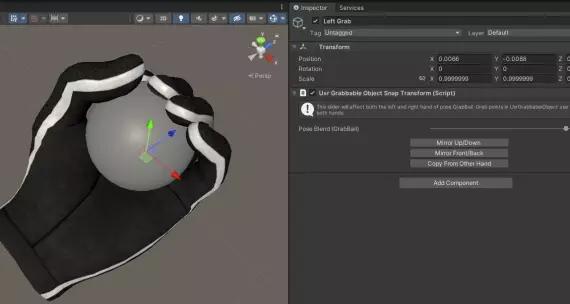 Inspector Services
Left Grab
Tag Untagged Layer Default
Transform
Position X 0.0066 Y -0.0088 Z
Rotation X 0 Y 0 Z
Scale X 0.9999999 Y 0.9999999 Z
Uxr Grabbable Object Snap Transform (Script)
This slider will affect both the left and right hand of pose GrabBall. Grab points in UxrGrabbableObject use
both hands.
Pose Blend (GrabBall)
Mirror Up/Down
Mirror Front/Back
Copy From Other Hand
Add Component
y
Persp